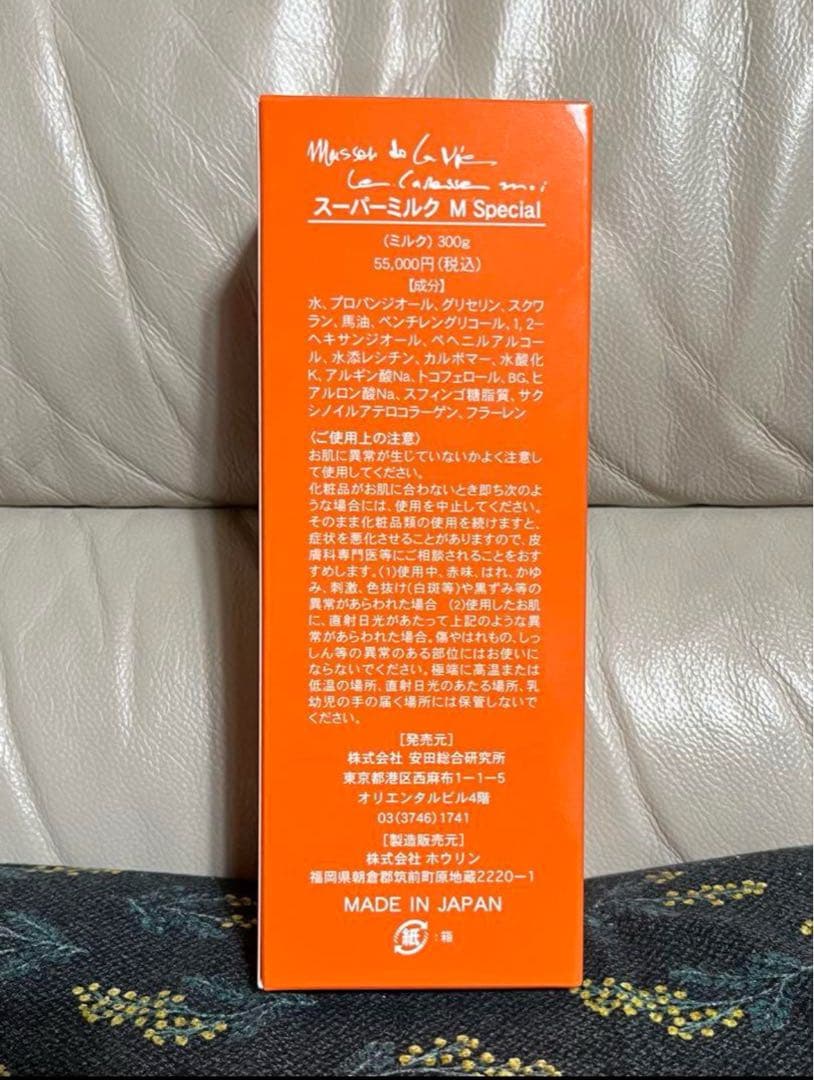 Masson de La Vie
Le Caresse moi
スーパーミルク M Special
(ミルク) 300g
55,000円(税込)
【成分】
水、プロパンジオール、グリセリン、スクワ
ラン、馬油、ペンチレングリコール、1, 2–
ヘキサンジオール、ベヘニルアルコー
ル、水添レシチン、カルボマー、水酸化
K、アルギン酸Na、トコフェロール、BG、ヒ
アルロン酸Na、スフィンゴ糖脂質、サク
シノイルアテロコラーゲン、フラーレン
〈ご使用上の注意〉
お肌に異常が生じていないかよく注意し
て使用してください。
化粧品がお肌に合わないとき即ち次のよ
うな場合には、使用を中止してください。
そのまま化粧品類の使用を続けますと、
症状を悪化させることがありますので、皮
膚科専門医等にご相談されることをおす
すめします。(1)使用中、赤味、はれ、かゆ
み、刺激、色抜け(白斑等)や黒ずみ等の
異常があらわれた場合 (2)使用したお肌
に、直射日光があたって上記のような異
常があらわれた場合。傷やはれもの、しっ
しん等の異常のある部位にはお使いに
ならないでください。極端に高温または
低温の場所、直射日光のあたる場所、乳
幼児の手の届く場所には保管しないで
ください。
[発売元]
株式会社 安田総合研究所
東京都港区西麻布1ー1ー5
オリエンタルビル4階
03(3746)1741
[製造販売元]
株式会社 ホウリン
福岡県朝倉郡筑前町原地蔵2220ー1
MADE IN JAPAN
紙 : 箱